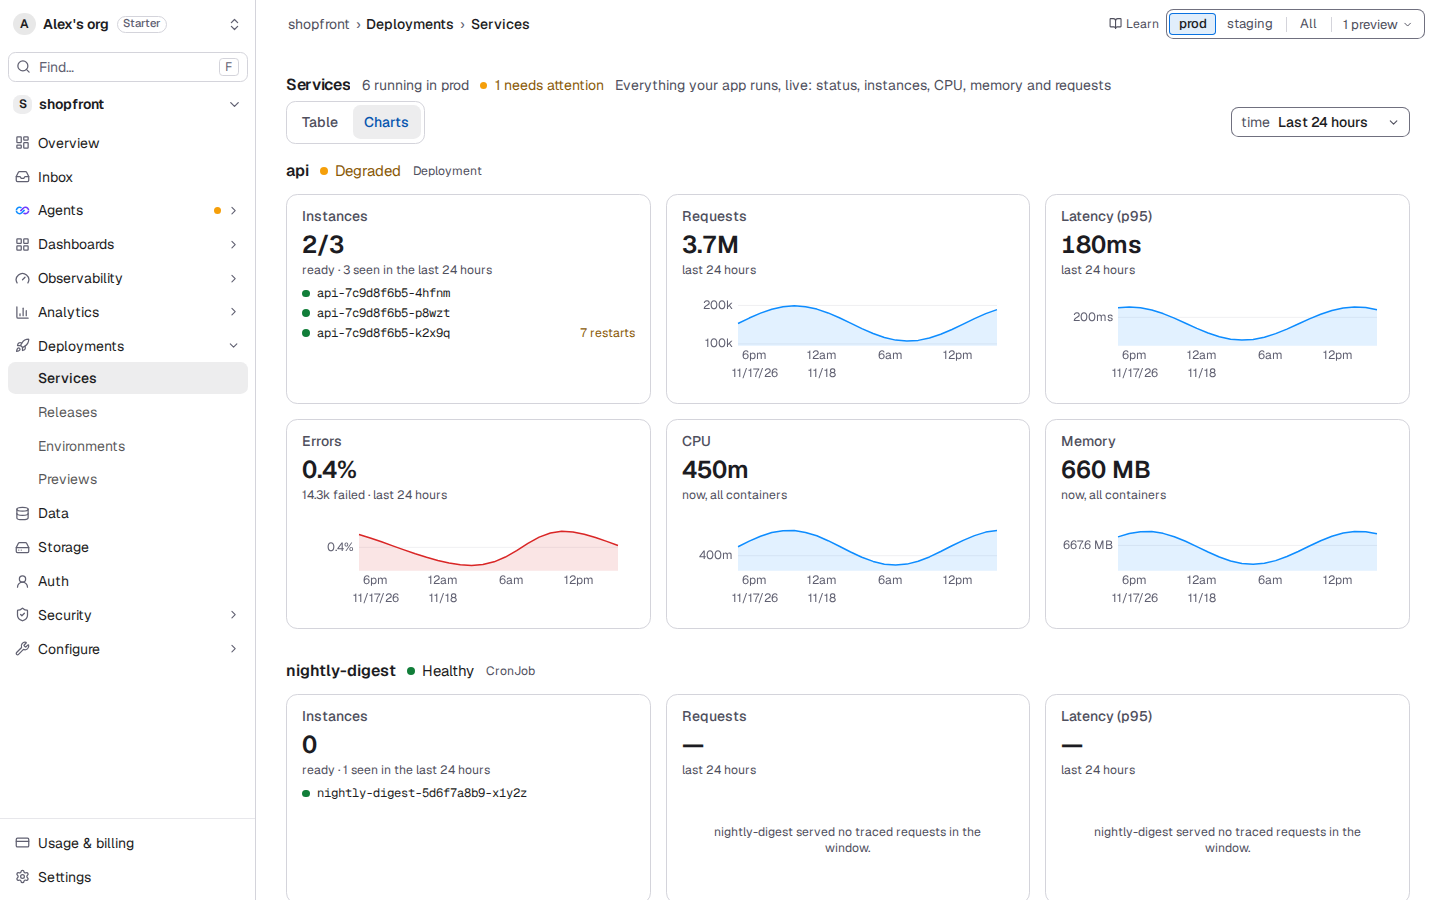 A Alex's org Starter
Find... F
S shopfront
Overview
Inbox
Agents
Dashboards
Observability
Analytics
Deployments
Services
Releases
Environments
Previews
Data
Storage
Auth
Security
Configure
Usage & billing
Settings
shopfront › Deployments › Services
Learn prod staging All 1 preview
Services 6 running in prod 1 needs attention Everything your app runs, live: status, instances, CPU, memory and requests
Table Charts
time Last 24 hours
api Degraded Deployment
Instances
2/3
ready · 3 seen in the last 24 hours
api-7c9d8f6b5-4hfnm
api-7c9d8f6b5-p8wzt
api-7c9d8f6b5-k2x9q 7 restarts
Requests
3.7M
last 24 hours
200k
100k
6pm 12am 6am 12pm
11/17/26 11/18
Latency (p95)
180ms
last 24 hours
200ms
6pm 12am 6am 12pm
11/17/26 11/18
Errors
0.4%
14.3k failed · last 24 hours
0.4%
6pm 12am 6am 12pm
11/17/26 11/18
CPU
450m
now, all containers
400m
6pm 12am 6am 12pm
11/17/26 11/18
Memory
660 MB
now, all containers
667.6 MB
6pm 12am 6am 12pm
11/17/26 11/18
nightly-digest Healthy CronJob
Instances
0
ready · 1 seen in the last 24 hours
nightly-digest-5d6f7a8b9-x1y2z
Requests
—
last 24 hours
nightly-digest served no traced requests in the
window.
Latency (p95)
—
last 24 hours
nightly-digest served no traced requests in the
window.